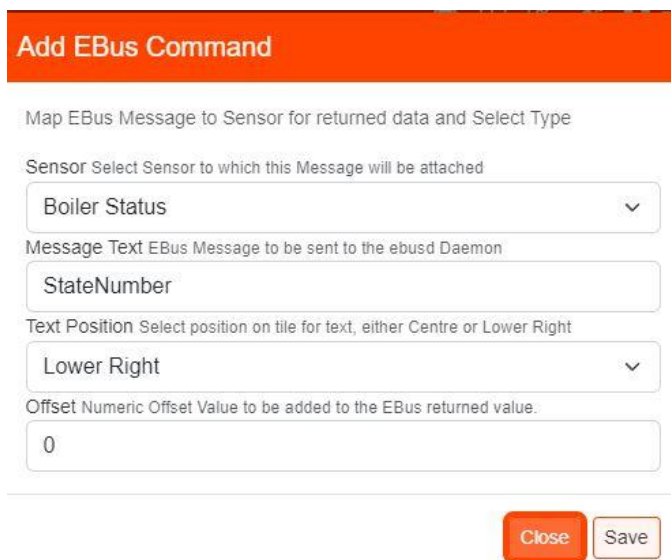 Add EBus Command
Map EBus Message to Sensor for returned data and Select Type
Sensor Select Sensor to which this Message will be attached
Boiler Status
Message Text EBus Message to be sent to the ebusd Daemon
StateNumber
Text Position Select position on tile for text, either Centre or Lower Right
Lower Right
Offset Numeric Offset Value to be added to the EBus returned value.
0
Close Save